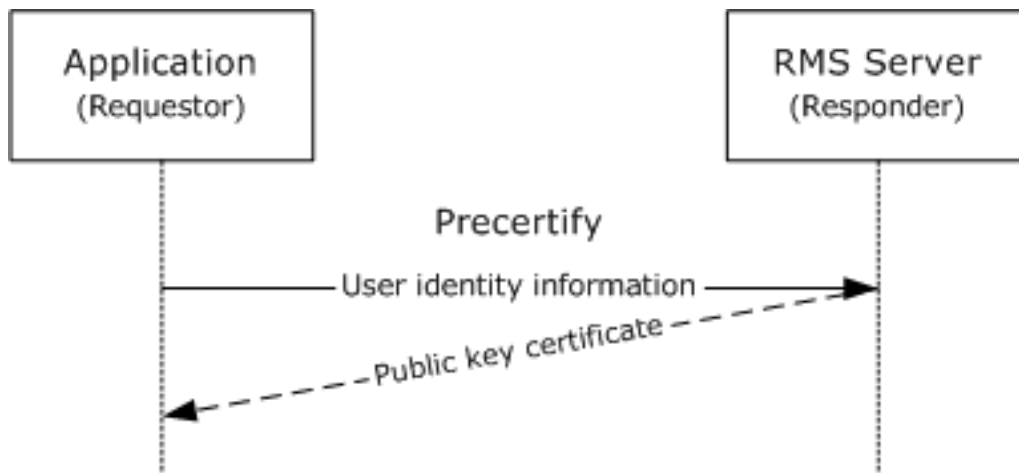 Application
(Requestor)
RMS Server
(Responder)
Precertify
User identity information
Public key certificate